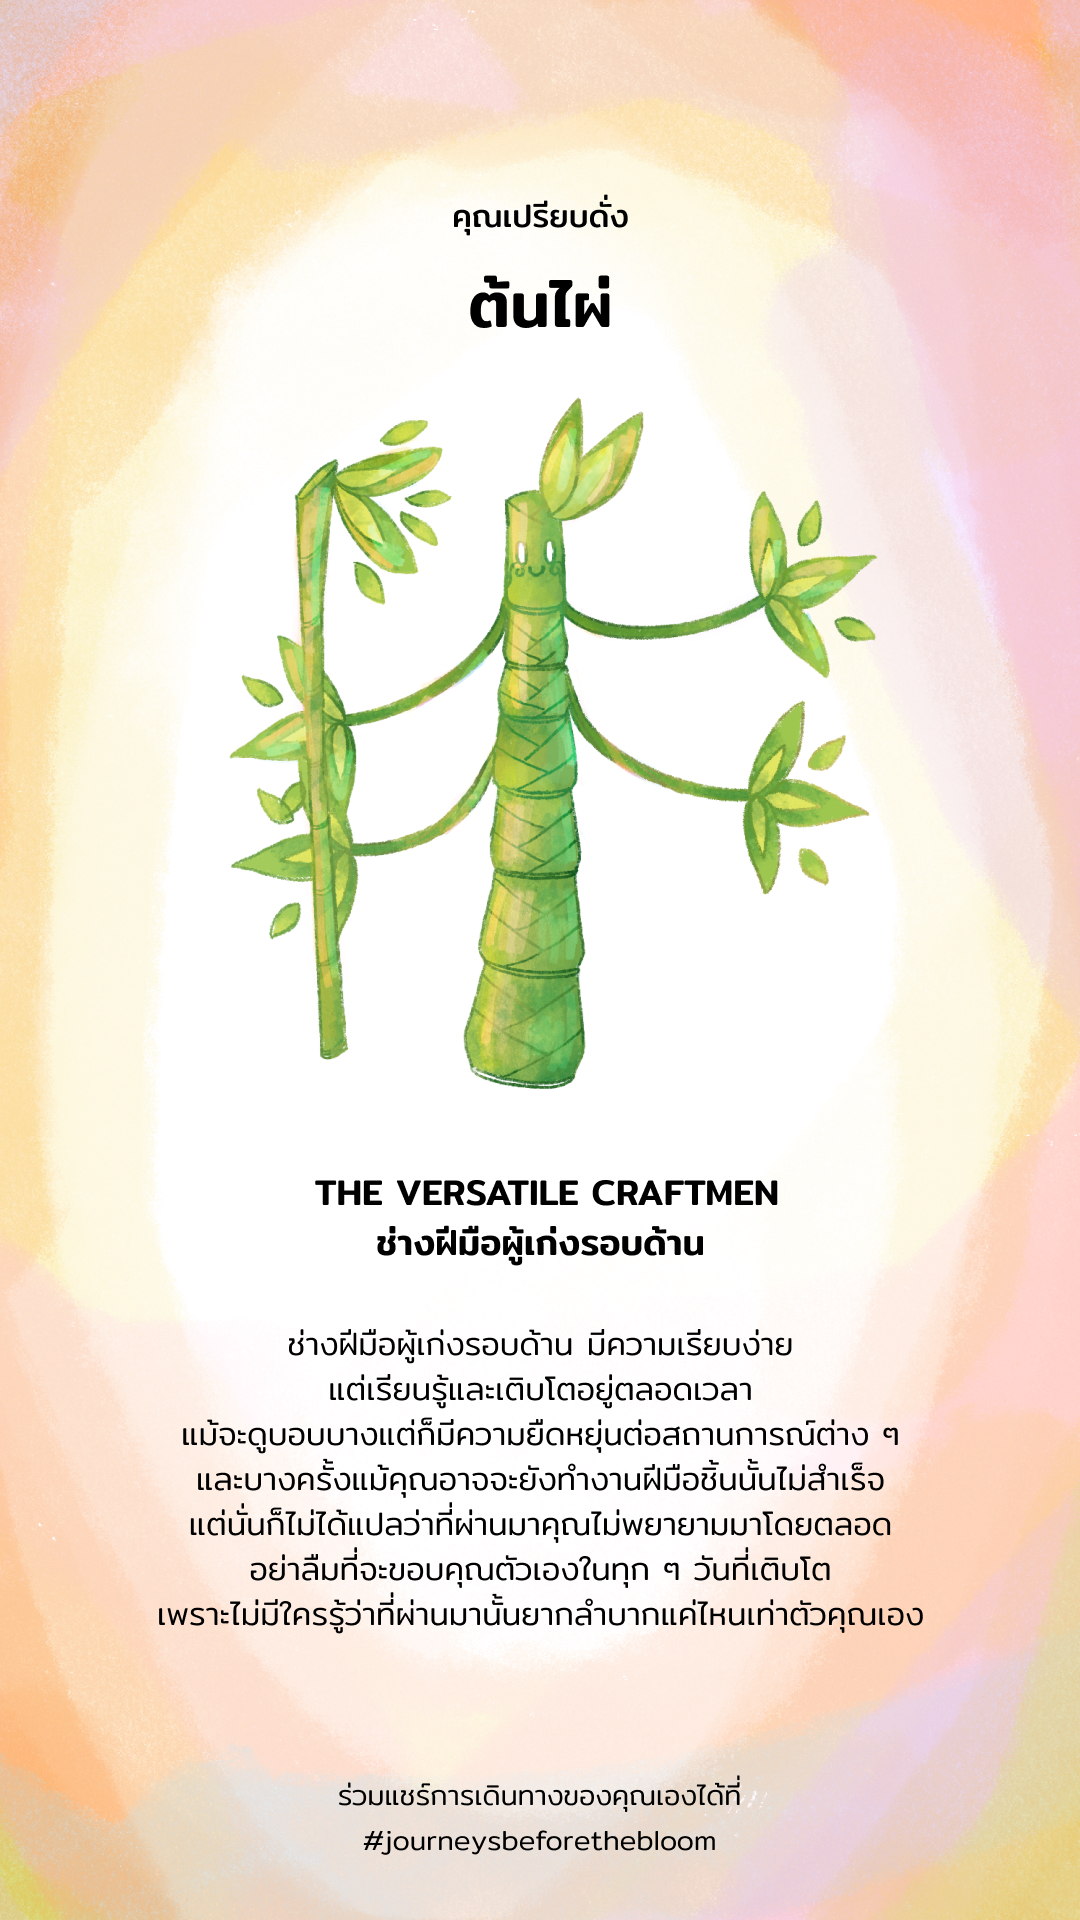 คุณเปรียบดั่ง
ต้นไผ่
THE VERSATILE CRAFTMEN
ช่างฝีมือผู้เก่งรอบด้าน
ช่างฝีมือผู้เก่งรอบด้าน มีความเรียบง่าย
แต่เรียนรู้และเติบโตอยู่ตลอดเวลา
แม้จะดูบอบบางแต่ก็มีความยืดหยุ่นต่อสถานการณ์ต่าง ๆ
และบางครั้งแม้คุณอาจจะยังทำงานฝีมือชิ้นนั้นไม่สำเร็จ
แต่นั่นก็ไม่ได้แปลว่าที่ผ่านมาคุณไม่พยายามมาโดยตลอด
อย่าลืมที่จะขอบคุณตัวเองในทุก ๆ วันที่เติบโต
เพราะไม่มีใครรู้ว่าที่ผ่านมานั้นยากลำบากแค่ไหนเท่าตัวคุณเอง
ร่วมแชร์การเดินทางของคุณเองได้ที่
#journeysbeforethebloom